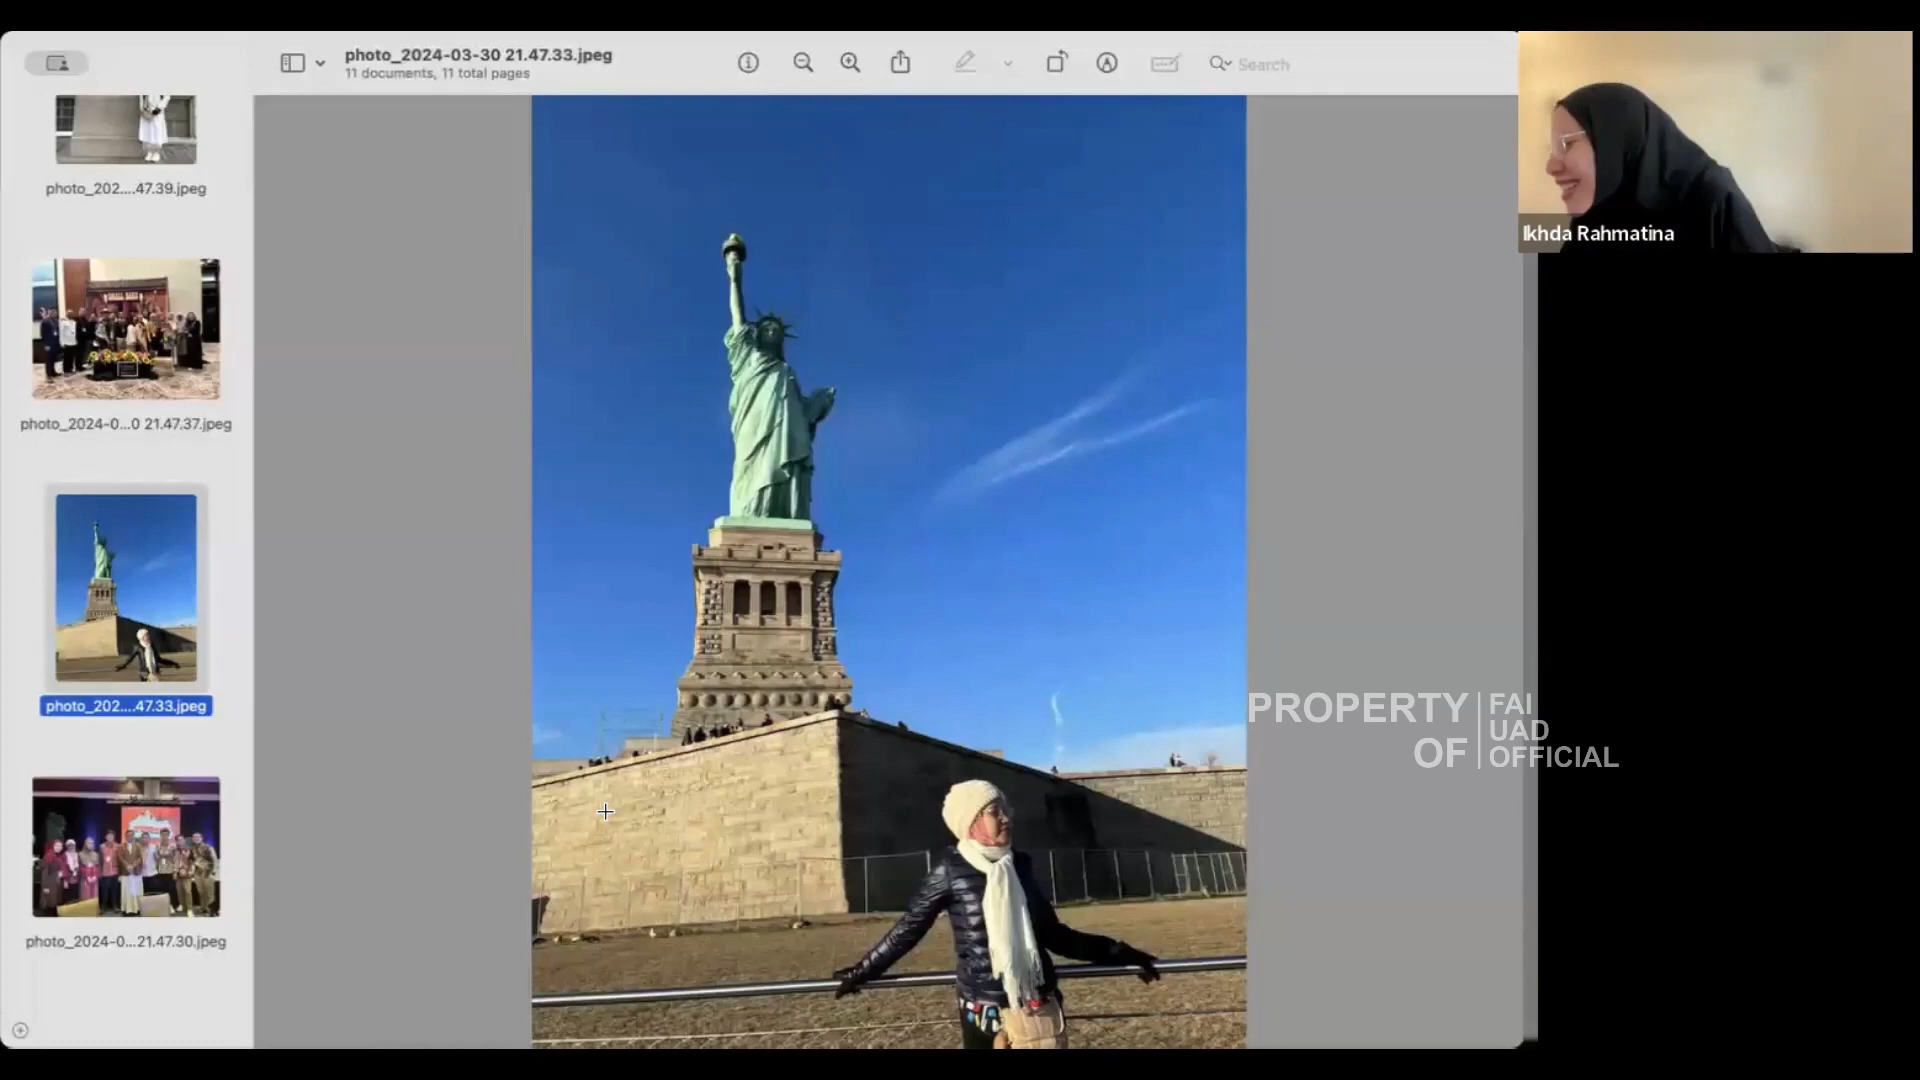 photo_2024-03-30 21.47.33.jpeg
11 documents, 11 total pages
Search
photo_202....47.39.jpeg
photo_2024-0...0 21.47.37.jpeg
photo_202....47.33.jpeg
photo_2024-0...21.47.30.jpeg
Ikhda Rahmatina
PROPERTY OF
FAI
UAD
OFFICIAL